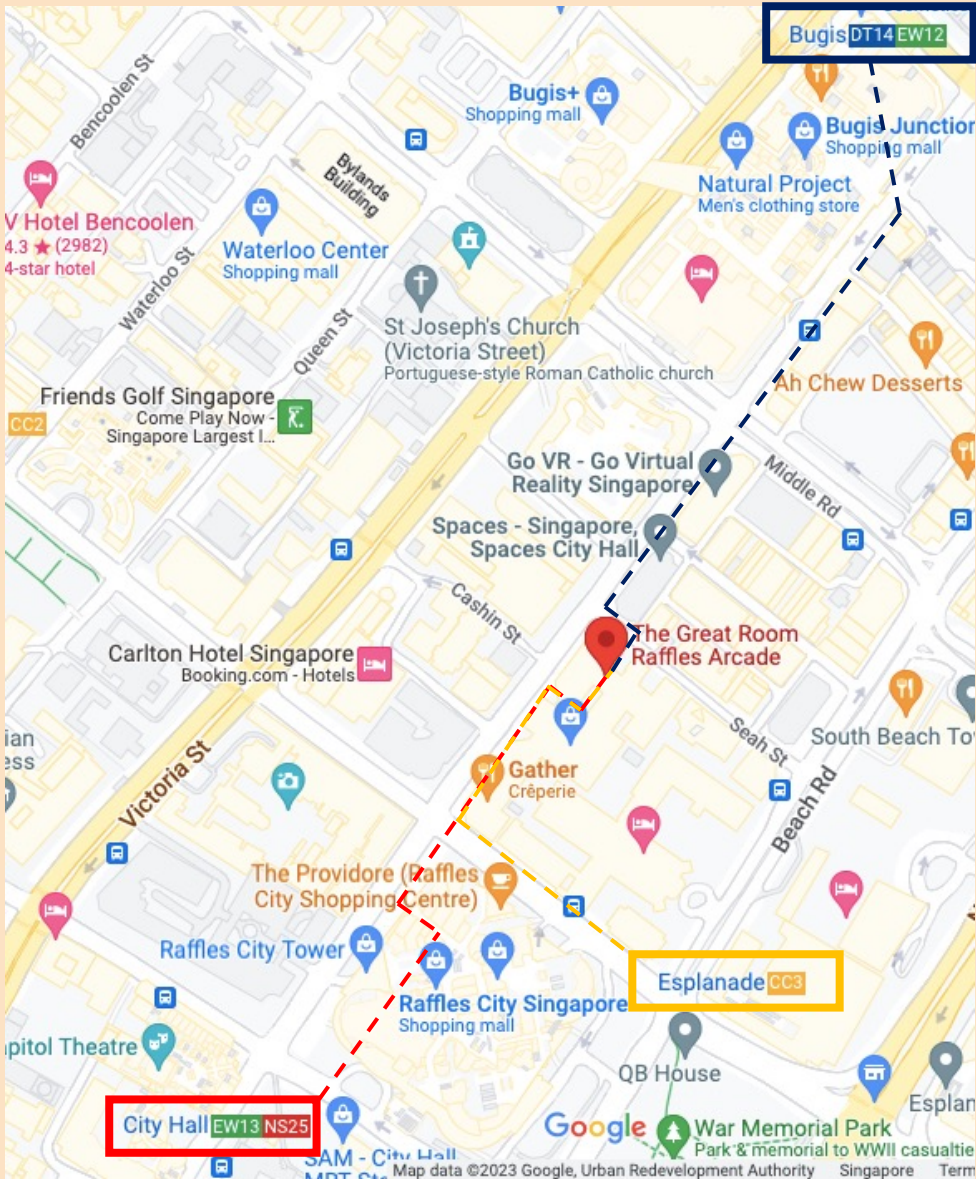 Bugis DT14 EW12
Bencoolen St
Bugis+
Shopping mall
Bugis Junction
Shopping mall
Bylands
Building
Natural Project
Men's clothing store
V Hotel Bencoolen
4.3 ★ (2982)
4-star hotel
Waterloo Center
Shopping mall
Waterloo St
Queen St
St Joseph's Church
(Victoria Street)
Portuguese-style Roman Catholic church
Ah Chew Desserts
Friends Golf Singapore
Come Play Now -
Singapore Largest I...
CC2
Go VR - Go Virtual
Reality Singapore
Middle Rd
Spaces - Singapore,
Spaces City Hall
Cashin St
The Great Room
Raffles Arcade
Carlton Hotel Singapore
Booking.com - Hotels
Seah St
South Beach To
ian
ess
Victoria St
Gather
Crêperie
Beach Rd
The Providore (Raffles
City Shopping Centre)
Raffles City Tower
Esplanade CC3
Raffles City Singapore
Shopping mall
apitol Theatre
QB House
Esplan
City Hall EW13 NS25
Google
War Memorial Park
Park & memorial to WWII casualtie
SAM - City Hall
Map data ©2023 Google, Urban Redevelopment Authority Singapore Term